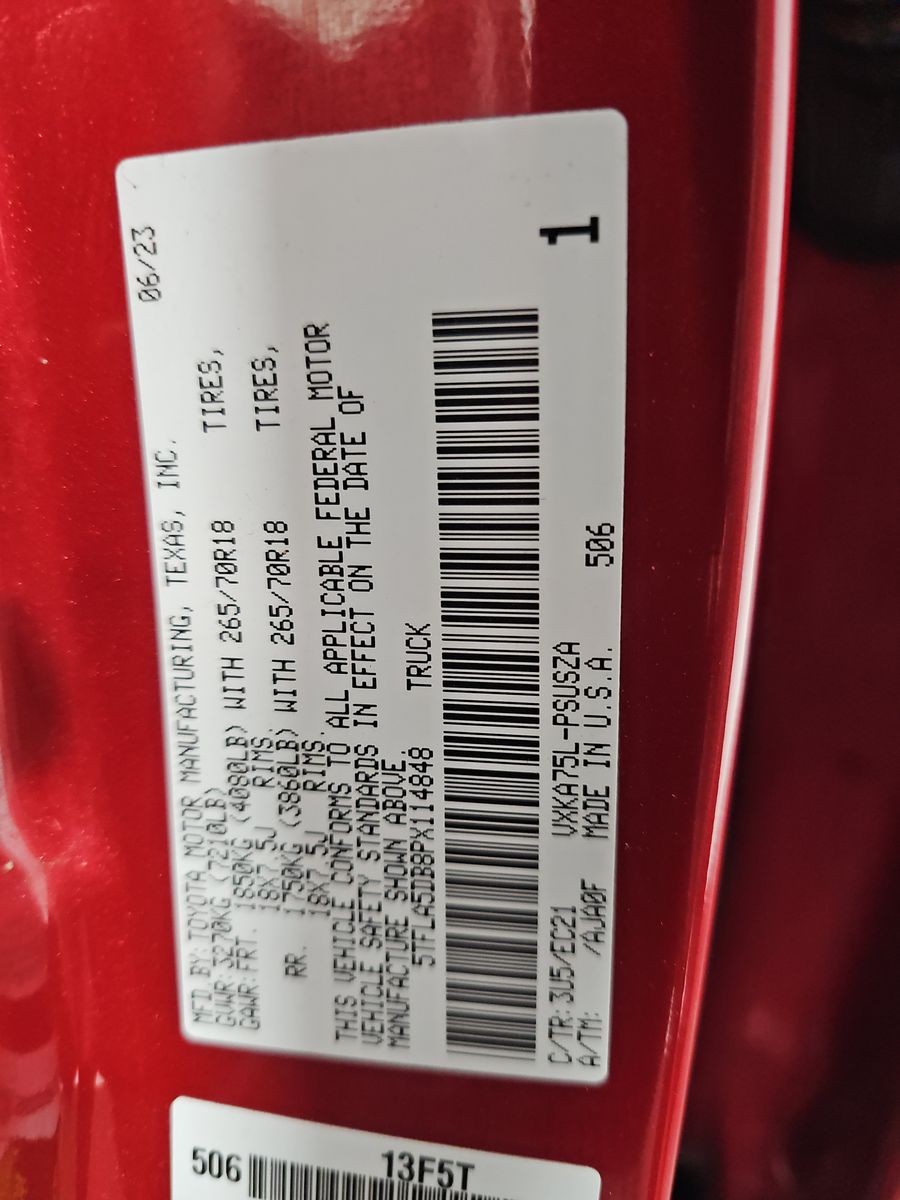 06/23
MFD.BY:TOYOTA MOTOR MANUFACTURING, TEXAS, INC.
GVWR:3270KG (7210LB)
GAWR:FRT. 1850KG (4080LB) WITH 265/70R18 TIRES,
18X7.5J RIMS.
RR. 1750KG (3860LB) WITH 265/70R18 TIRES,
18X7.5J RIMS.
THIS VEHICLE CONFORMS TO ALL APPLICABLE FEDERAL MOTOR
VEHICLE SAFETY STANDARDS IN EFFECT ON THE DATE OF
MANUFACTURE SHOWN ABOVE.
5TFLA5DB8PX114848 TRUCK
C/TR:3U5/EC21 VXKA75L-PSUSZA
A/TM: /AJA0F MADE IN U.S.A. 506
1
506 13F5T